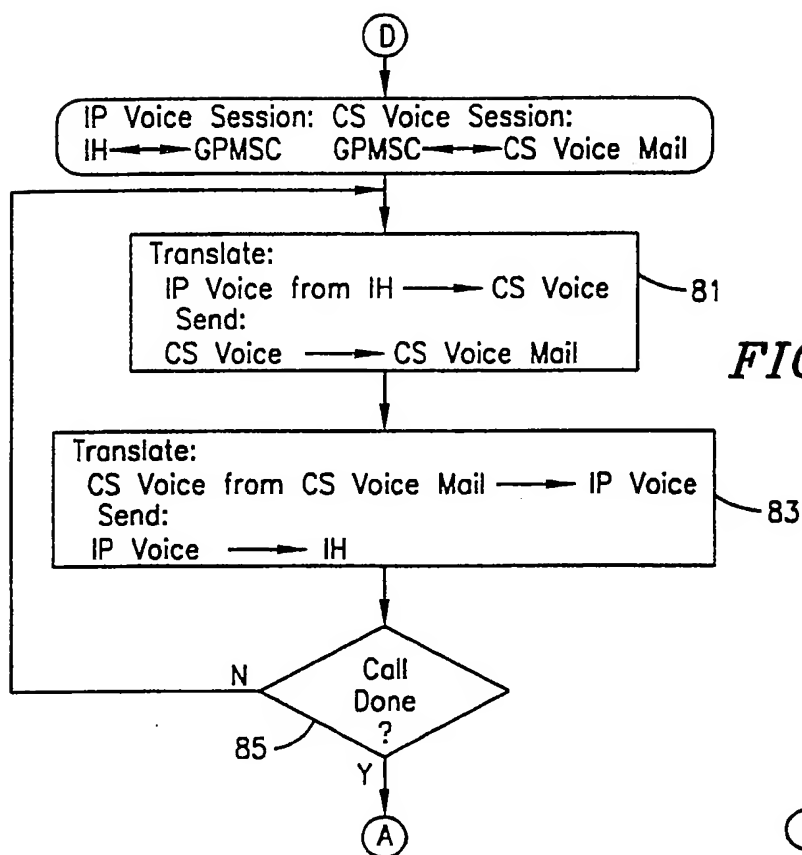 D
IP Voice Session: CS Voice Session:
IH GPMSC GPMSC CS Voice Mail
Translate:
IP Voice from IH CS Voice
Send:
CS Voice CS Voice Mail
81
FIG
Translate:
CS Voice from CS Voice Mail IP Voice
Send:
IP Voice IH
83
N
Call
Done
?
85
Y
A